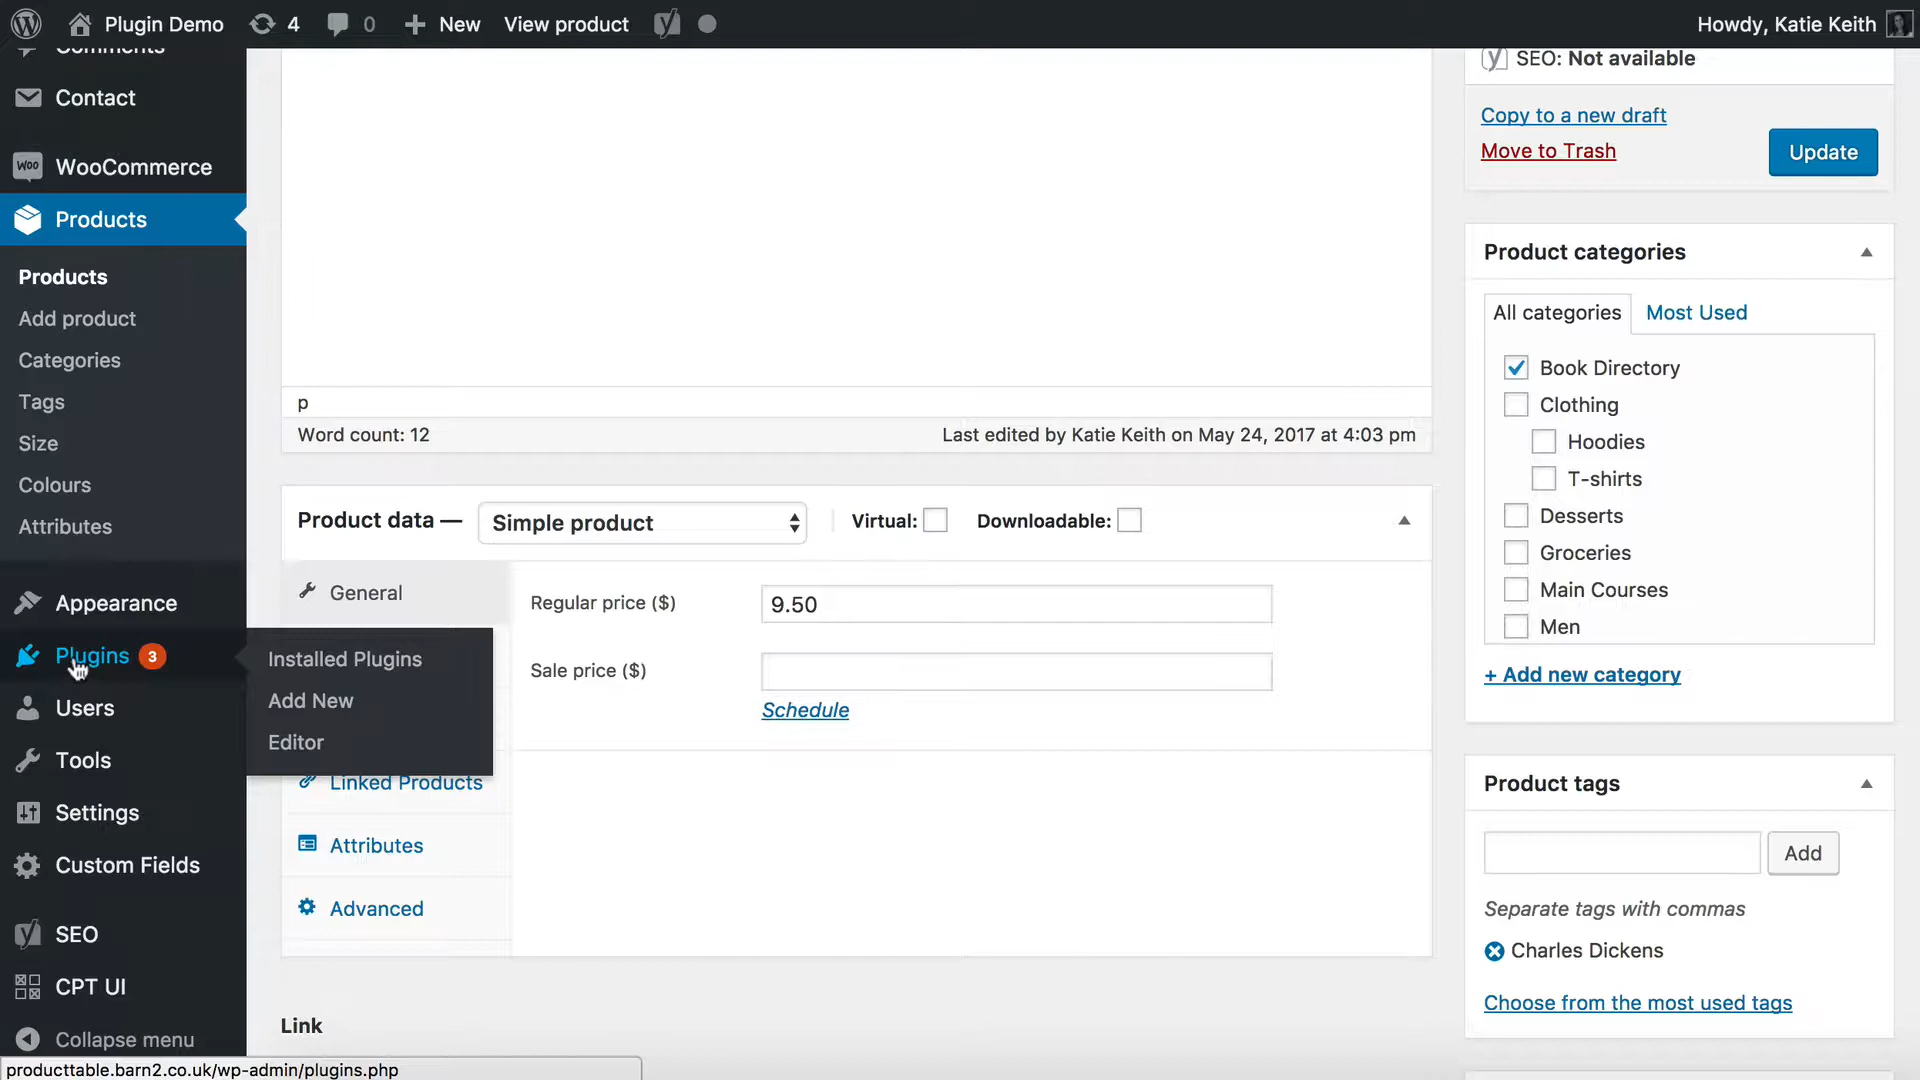 Plugin Demo
4
0
New
View product
Howdy, Katie Keith
Comments
Contact
WooCommerce
Products
Products
Add product
Categories
Tags
Size
Colours
Attributes
Appearance
Plugins 3
Installed Plugins
Add New
Editor
Users
Tools
Settings
Custom Fields
SEO
CPT UI
Collapse menu
producttable.barn2.co.uk/wp-admin/plugins.php
p
Word count: 12
Last edited by Katie Keith on May 24, 2017 at 4:03 pm
Product data — Simple product
Virtual:
Downloadable:
General
Regular price ($)
9.50
Sale price ($)
Schedule
Linked Products
Attributes
Advanced
Link
SEO: Not available
Copy to a new draft
Move to Trash
Update
Product categories
All categories
Most Used
Book Directory
Clothing
Hoodies
T-shirts
Desserts
Groceries
Main Courses
Men
+ Add new category
Product tags
Add
Separate tags with commas
Charles Dickens
Choose from the most used tags